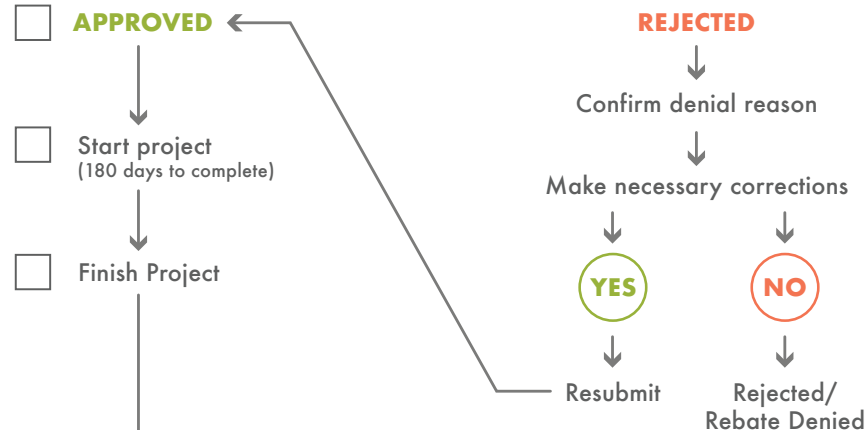 APPROVED
Start project
(180 days to complete)
Finish Project
REJECTED
Confirm denial reason
Make necessary corrections
YES
NO
Resubmit
Rejected/
Rebate Denied